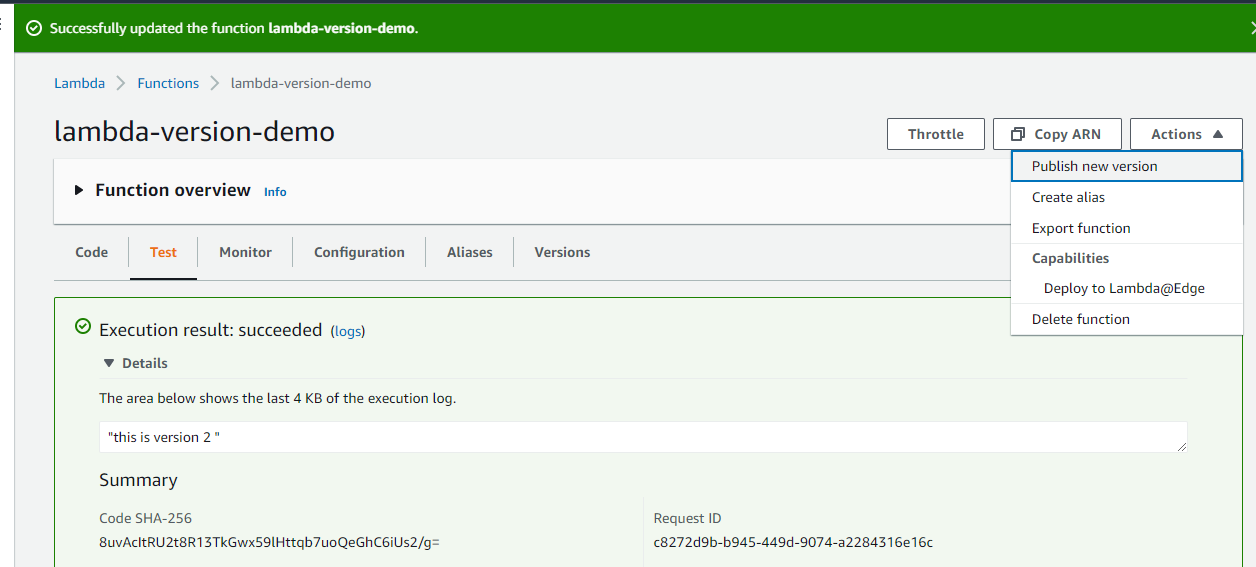 Successfully updated the function lambda-version-demo.
Lambda Functions lambda-version-demo
lambda-version-demo
Throttle Copy ARN Actions
Publish new version
Create alias
Export function
Capabilities
Deploy to Lambda@Edge
Delete function
Function overview Info
Code Test Monitor Configuration Aliases Versions
Execution result: succeeded (logs)
Details
The area below shows the last 4 KB of the execution log.
"this is version 2 "
Summary
Code SHA-256
8uvAcItRU2t8R13TkGwx59lHttqb7uoQeGhC6iUs2/g=
Request ID
c8272d9b-b945-449d-9074-a2284316e16c